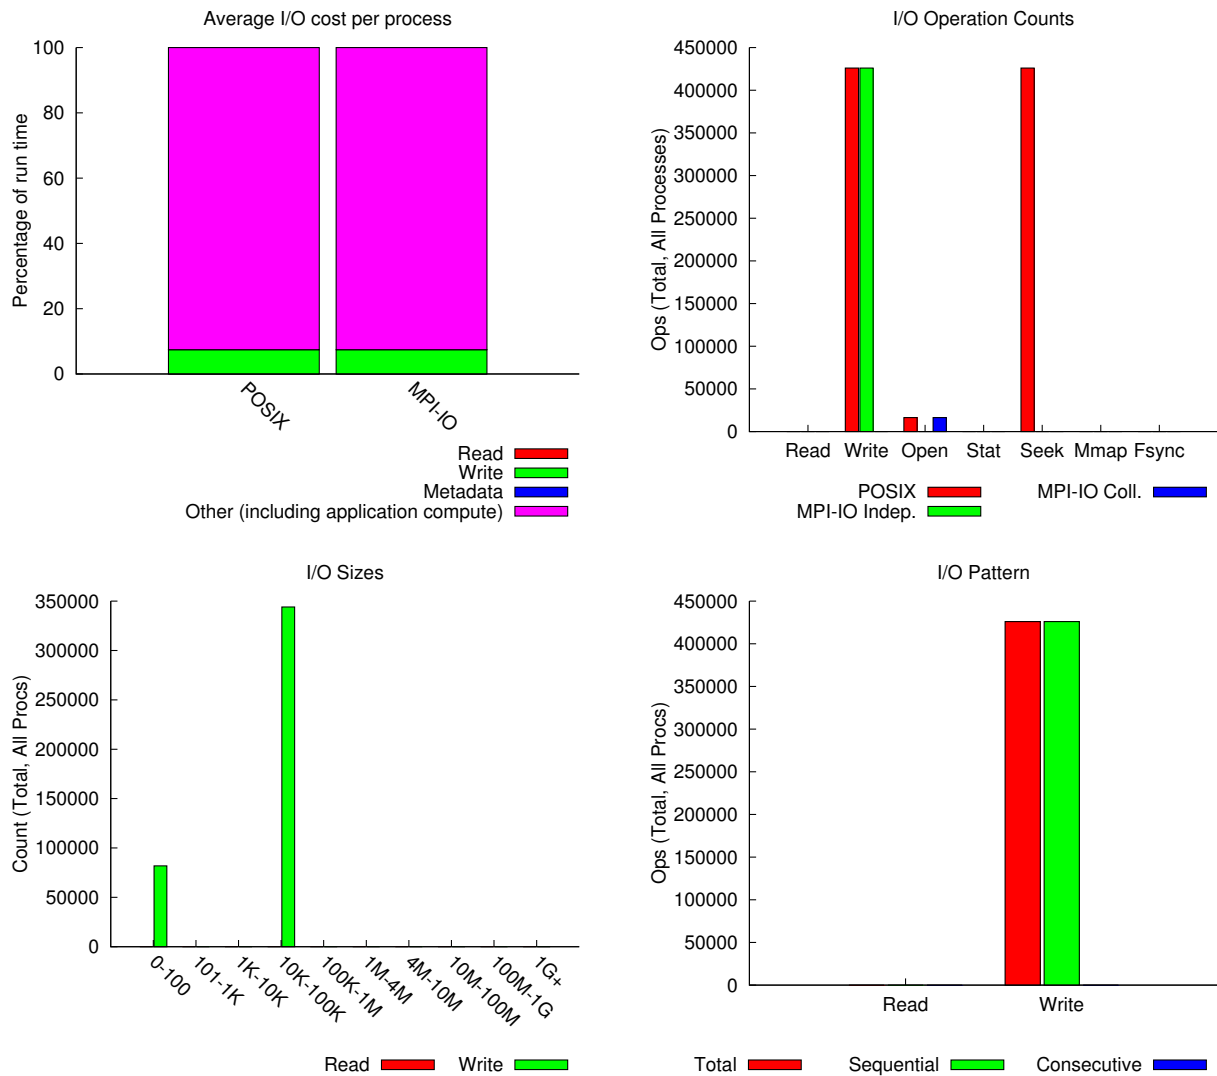 Average I/O cost per process
Percentage of run time
100
80
60
40
20
0
POSIX
MPI-IO
Read
Write
Metadata
Other (including application compute)
I/O Operation Counts
Ops (Total, All Processes)
450000
400000
350000
300000
250000
200000
150000
100000
50000
0
Read Write Open Stat Seek Mmap Fsync
POSIX
MPI-IO Indep.
MPI-IO Coll.
I/O Sizes
Count (Total, All Procs)
350000
300000
250000
200000
150000
100000
50000
0
0-100
101-1K
1K-10K
10K-100K
100K-1M
1M-4M
4M-10M
10M-100M
100M-1G
1G+
Read Write
I/O Pattern
Ops (Total, All Procs)
450000
400000
350000
300000
250000
200000
150000
100000
50000
0
Read Write
Total Sequential Consecutive